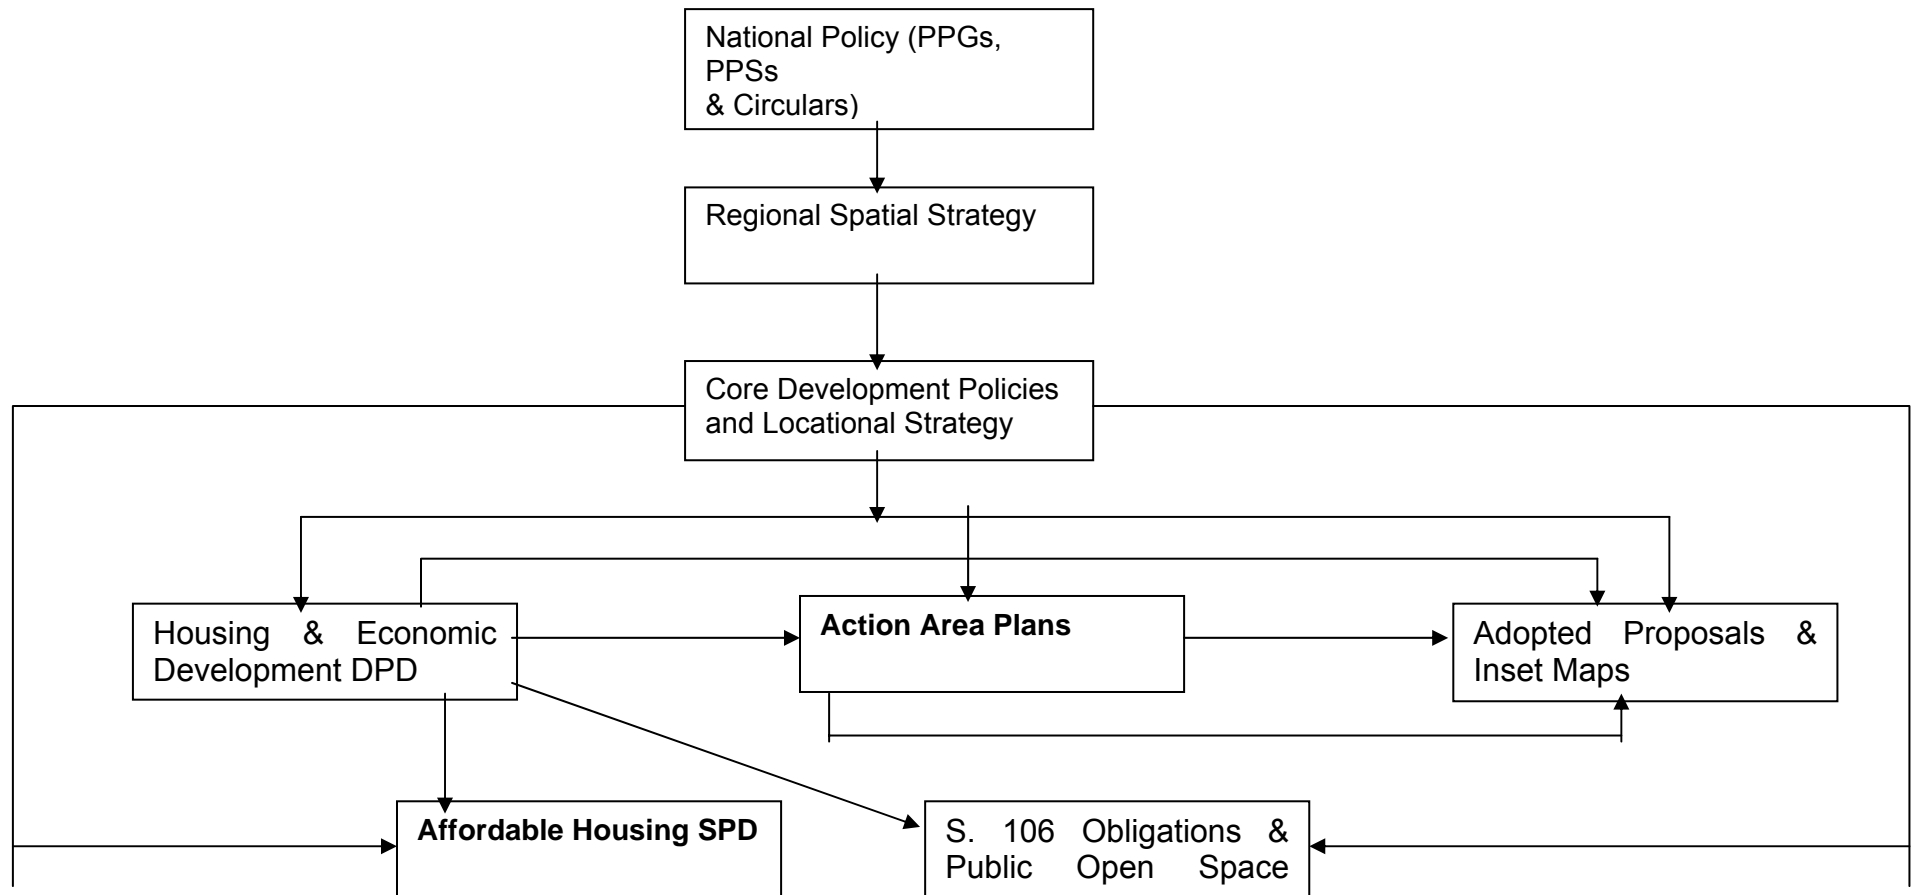 National Policy (PPGs,
PPSs
& Circulars)
Regional Spatial Strategy
Core Development Policies
and Locational Strategy
Housing & Economic
Development DPD
Action Area Plans
Adopted Proposals &
Inset Maps
Affordable Housing SPD
S. 106 Obligations &
Public Open Space